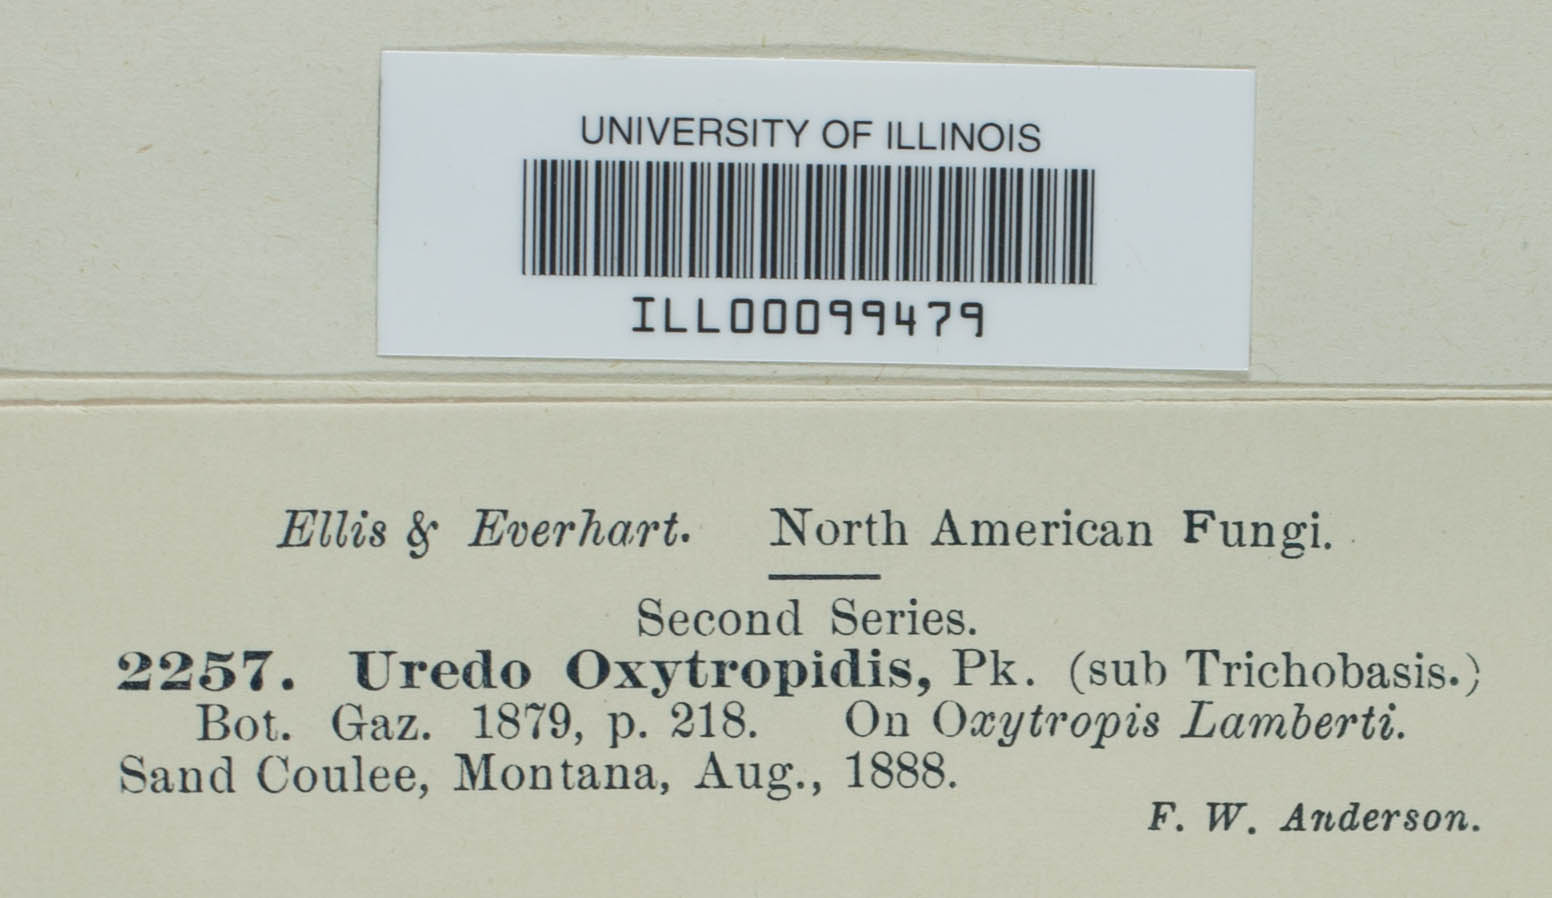 UNIVERSITY OF ILLINOIS
ILL00099479
Ellis & Everhart. North American Fungi.
Second Series.
2257. Uredo Oxytropidis, Pk. (sub Trichobasis.)
Bot. Gaz. 1879, p. 218. On Oxytropis Lamberti.
Sand Coulee, Montana, Aug., 1888.
F. W. Anderson.